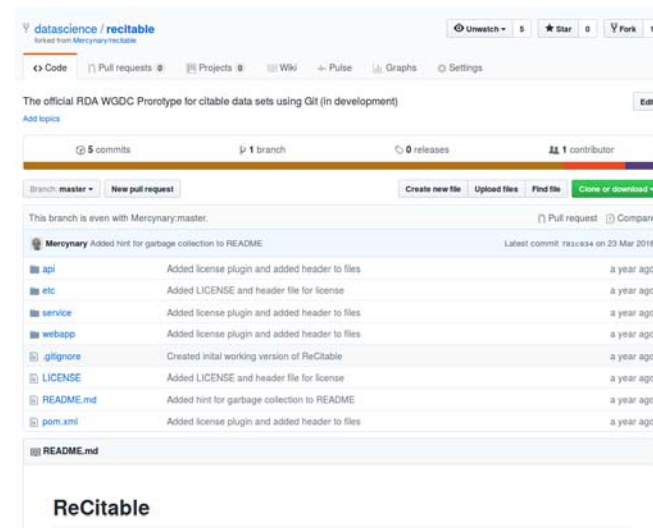 datascience / recitable
forked from Mercynary/recitable
Unwatch 5 Star 0 Fork 1
Code Pull requests 0 Projects 0 Wiki Pulse Graphs Settings
The official RDA WGDC Prorotype for citable data sets using Git (in development)
Edit
Add topics
5 commits 1 branch 0 releases 1 contributor
Branch: master New pull request Create new file Upload files Find file Clone or download
This branch is even with Mercynary:master. Pull request Compare
Mercynary Added hint for garbage collection to README Latest commit on 23 Mar 2016
api Added license plugin and added header to files a year ago
etc Added LICENSE and header file for license a year ago
service Added license plugin and added header to files a year ago
webapp Added license plugin and added header to files a year ago
.gitignore Created inital working version of ReCitable a year ago
LICENSE Added LICENSE and header file for license a year ago
README.md Added hint for garbage collection to README a year ago
pom.xml Added license plugin and added header to files a year ago
README.md
ReCitable